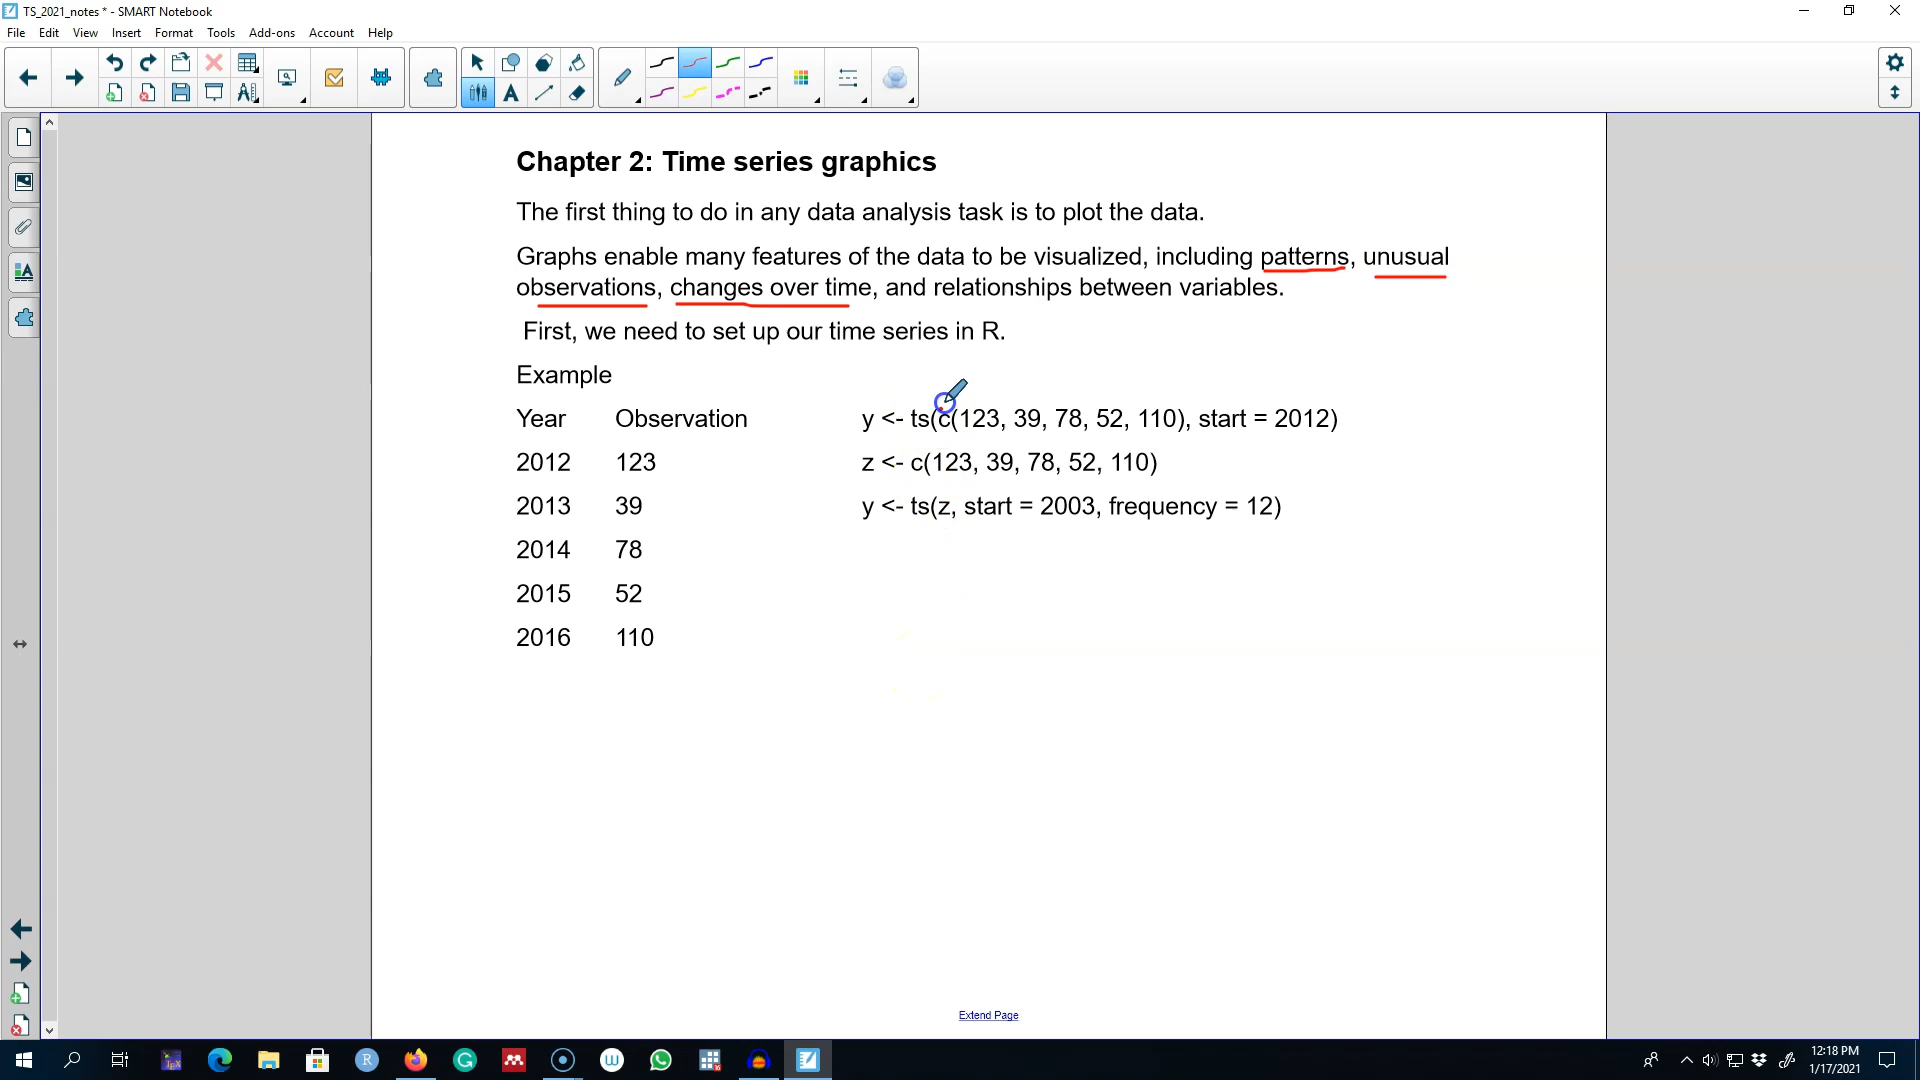 TS_2021_notes * - SMART Notebook
File Edit View Insert Format Tools Add-ons Account Help
Chapter 2: Time series graphics
The first thing to do in any data analysis task is to plot the data.
Graphs enable many features of the data to be visualized, including patterns, unusual
observations, changes over time, and relationships between variables.
First, we need to set up our time series in R.
Example
Year Observation y <- ts(c(123, 39, 78, 52, 110), start = 2012)
2012 123 z <- c(123, 39, 78, 52, 110)
2013 39 y <- ts(z, start = 2003, frequency = 12)
2014 78
2015 52
2016 110
Extend Page
12:18 PM
1/17/2021